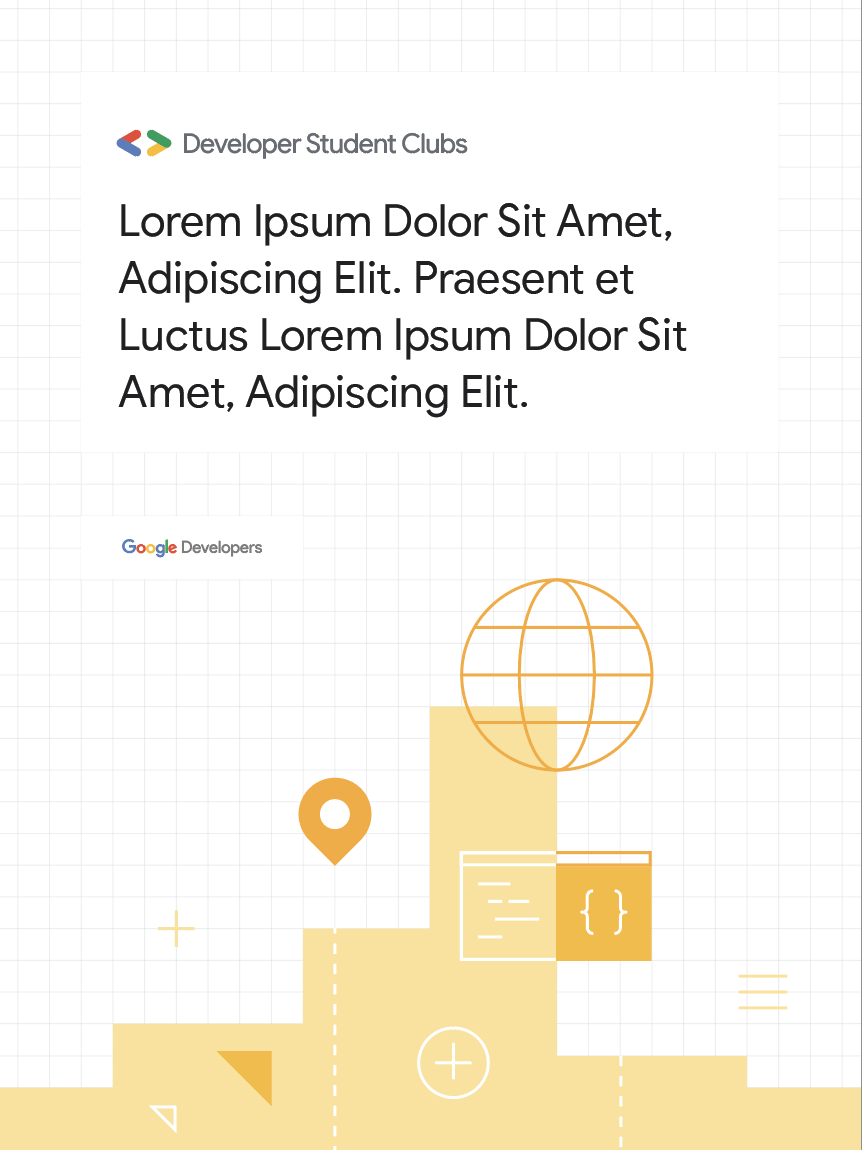 Developer Student Clubs
Lorem Ipsum Dolor Sit Amet,
Adipiscing Elit. Praesent et
Luctus Lorem Ipsum Dolor Sit
Amet, Adipiscing Elit.
Google Developers
{ }